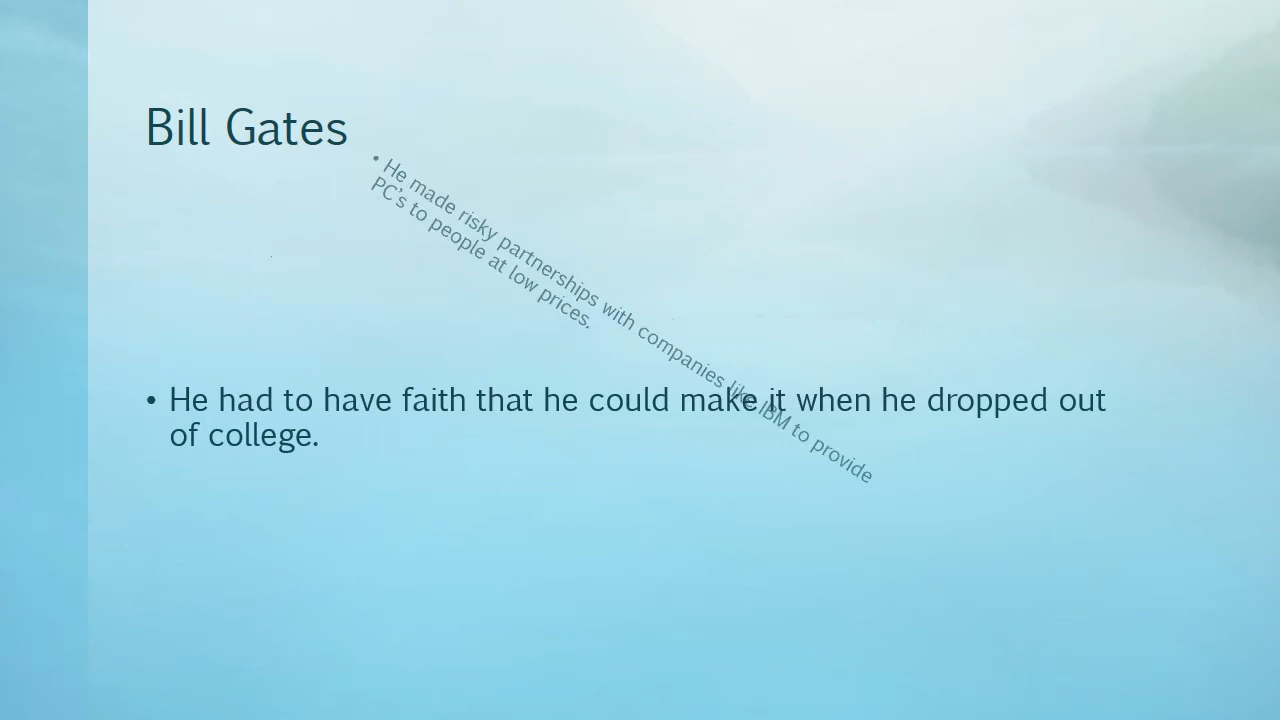 Bill Gates
• He made risky partnerships with companies like IBM to provide
PC’s to people at low prices.
• He had to have faith that he could make it when he dropped out
of college.